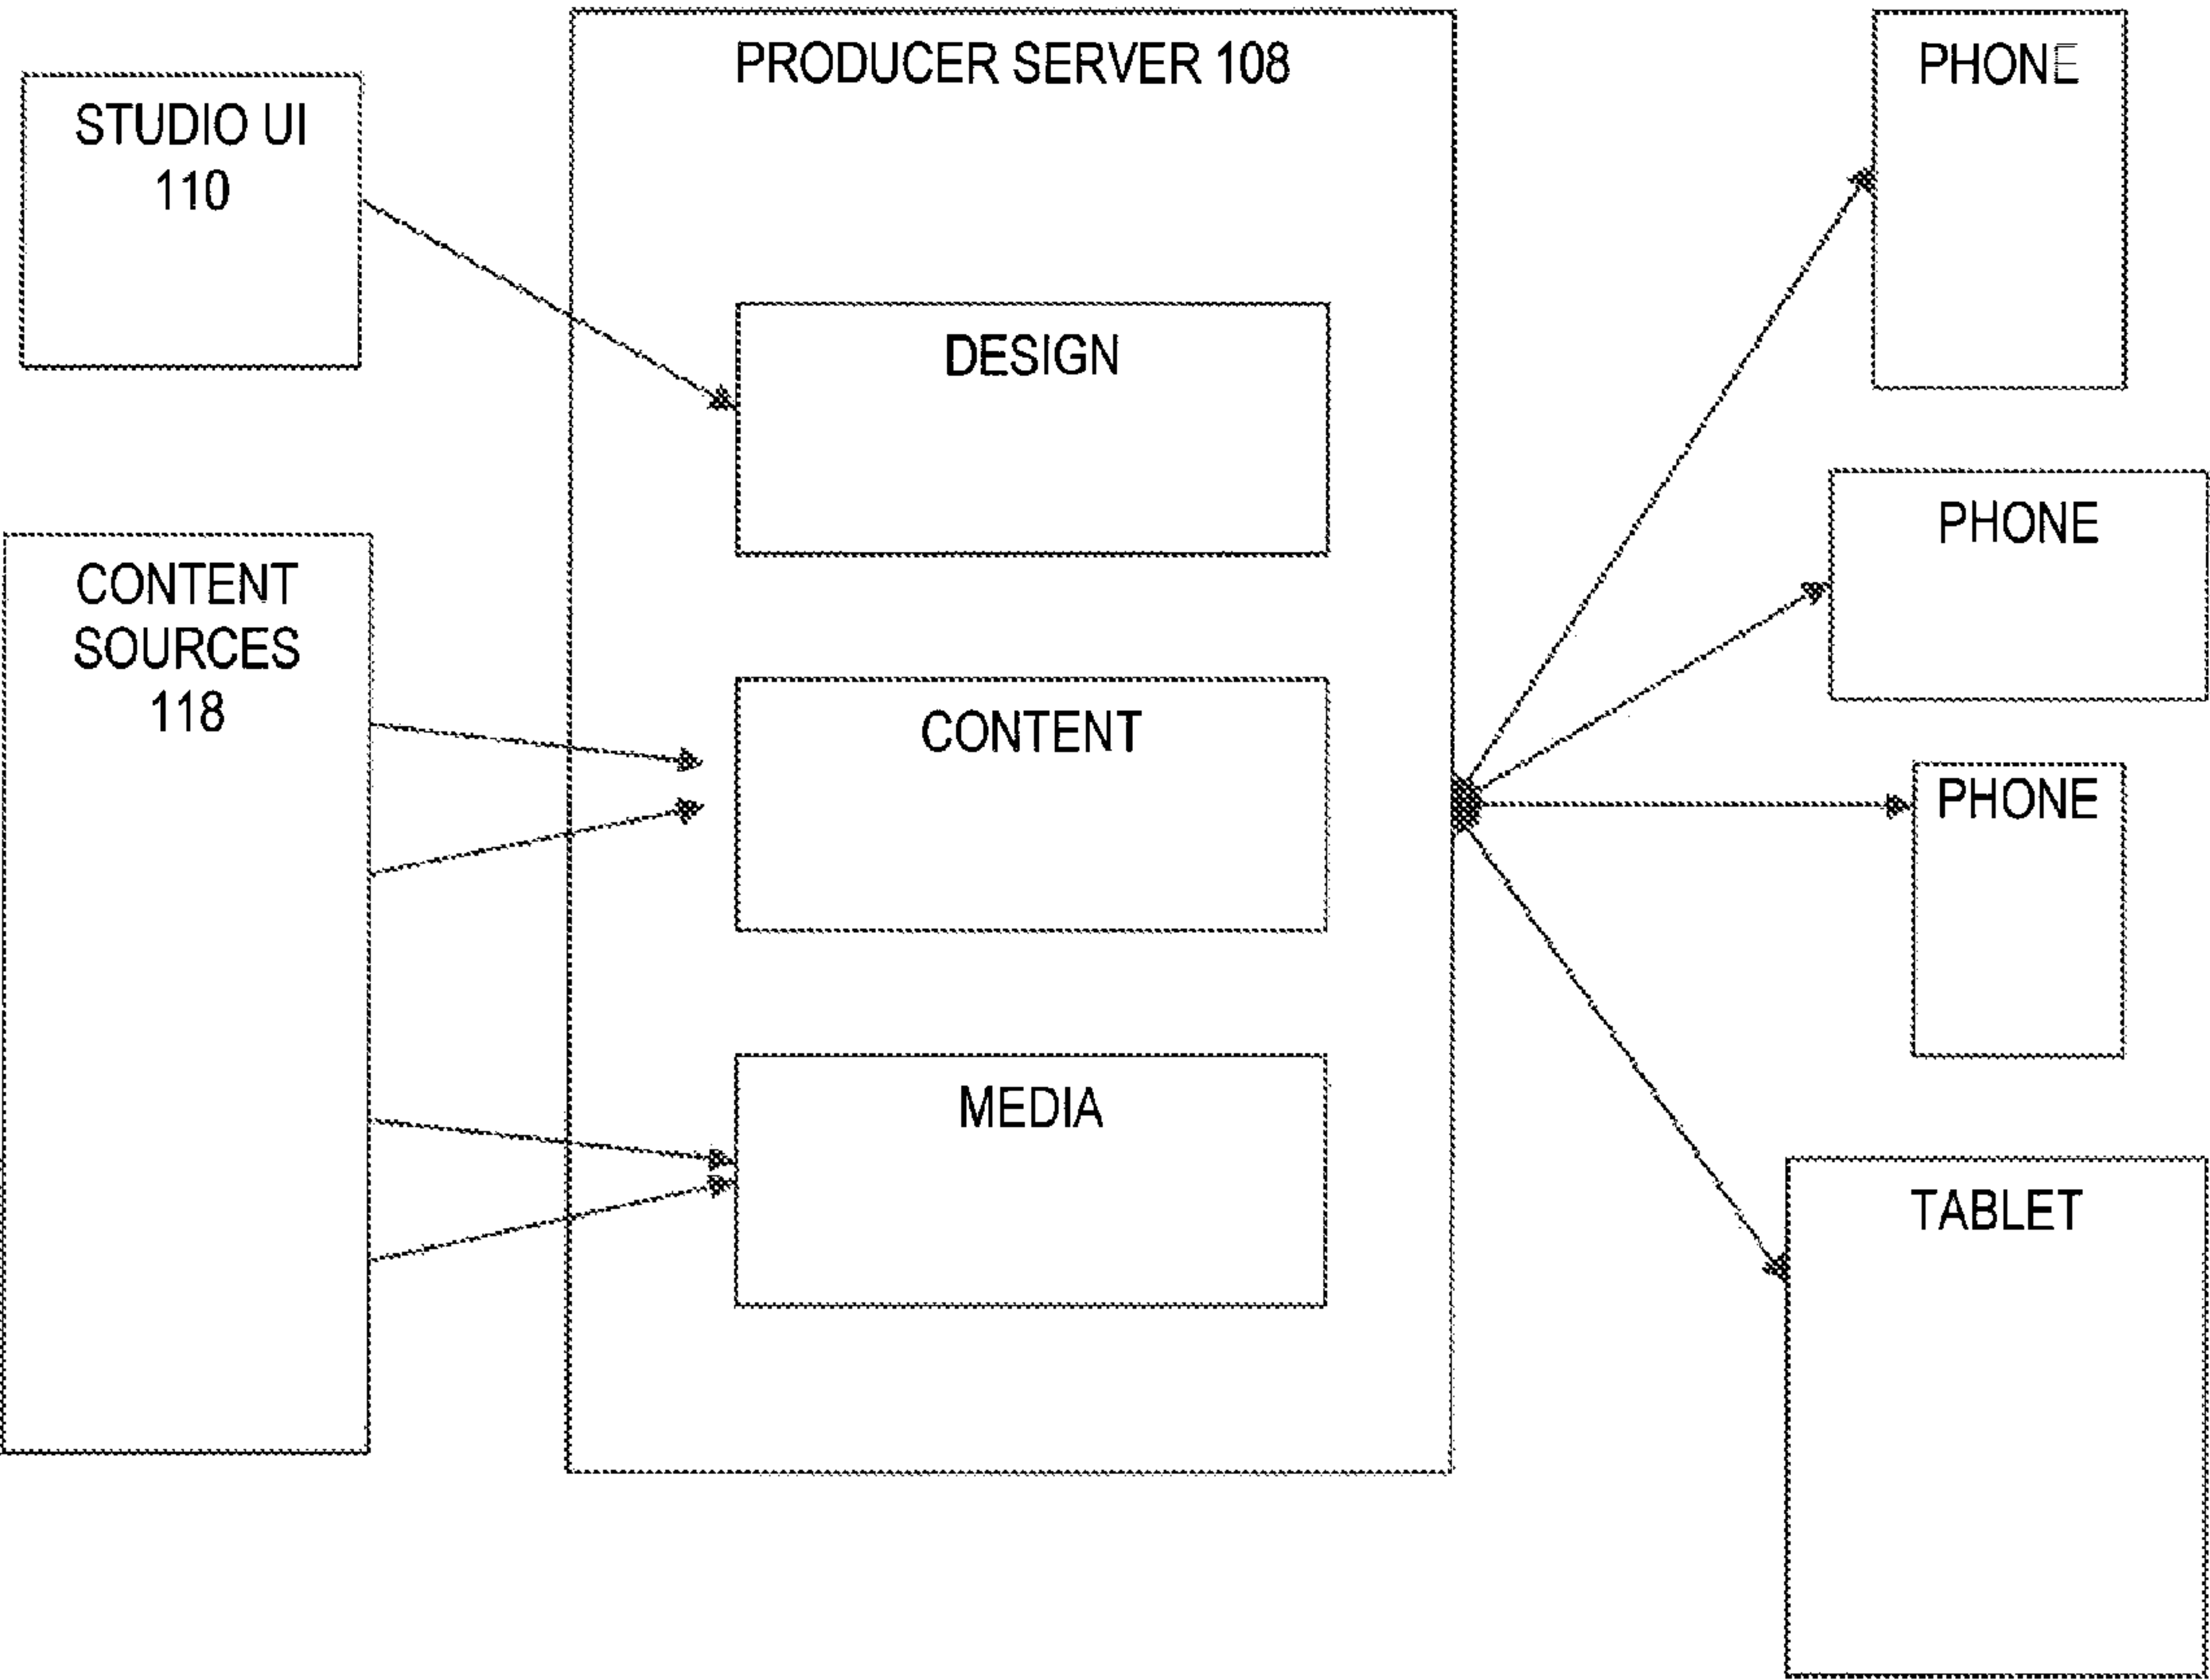 STUDIO UI
110
CONTENT
SOURCES
118
PRODUCER SERVER 108
DESIGN
CONTENT
MEDIA
PHONE
PHONE
PHONE
TABLET